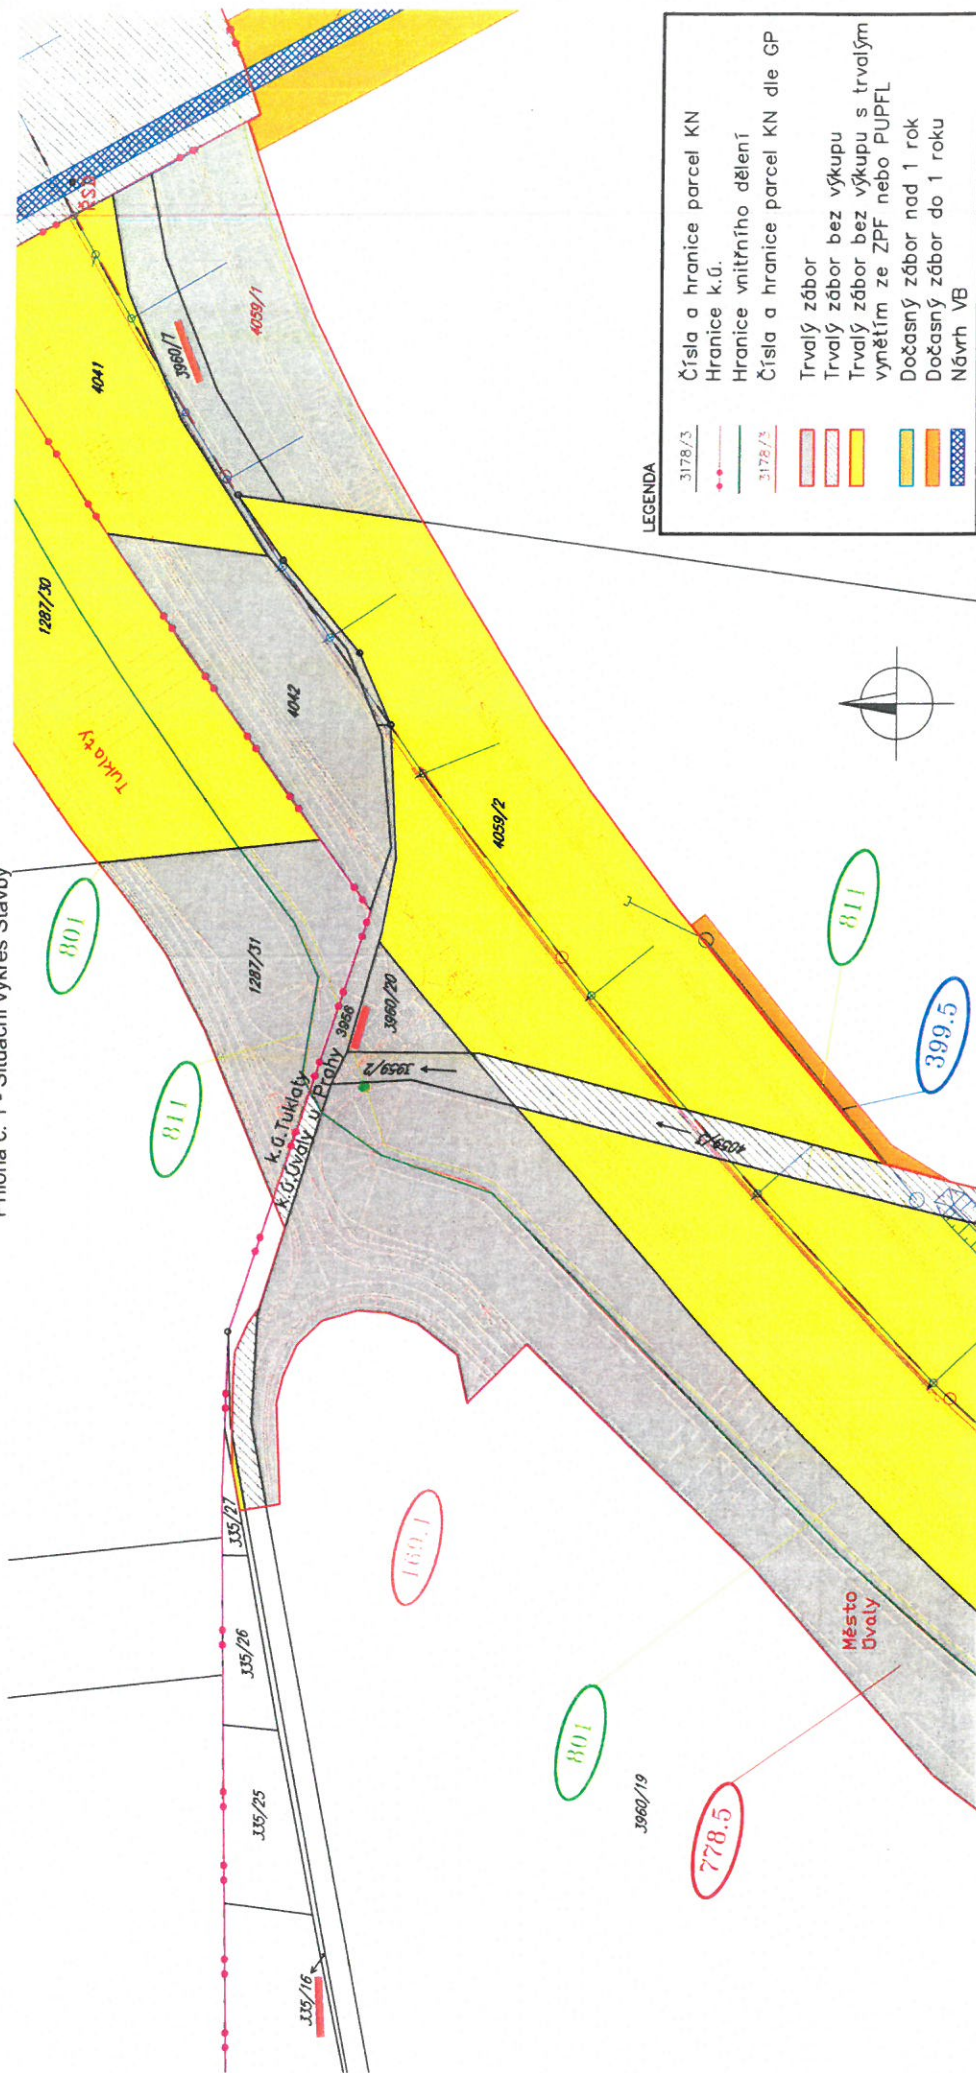 Příloha č. 1 - Situační výkres Stavby
ŘSD
4041
3960/7
4059/1
1287/30
Tuklaty
4042
801
1287/31
4059/2
811
3958
3960/20
3959/2
k.ú.Tuklaty
k.ú.Úvaly u Prahy
4059/3
811
399.5
335/27
335/26
335/25
335/16
169.1
801
Město
Úvaly
3960/19
778.5
LEGENDA
3178/3 Čísla a hranice parcel KN
Hranice k.ú.
Hranice vnitřního dělení
3178/3 Čísla a hranice parcel KN dle GP
Trvalý zábor
Trvalý zábor bez výkupu
Trvalý zábor bez výkupu s trvalým
vynětím ze ZPF nebo PUPFL
Dočasný zábor nad 1 rok
Dočasný zábor do 1 roku
Návrh VB